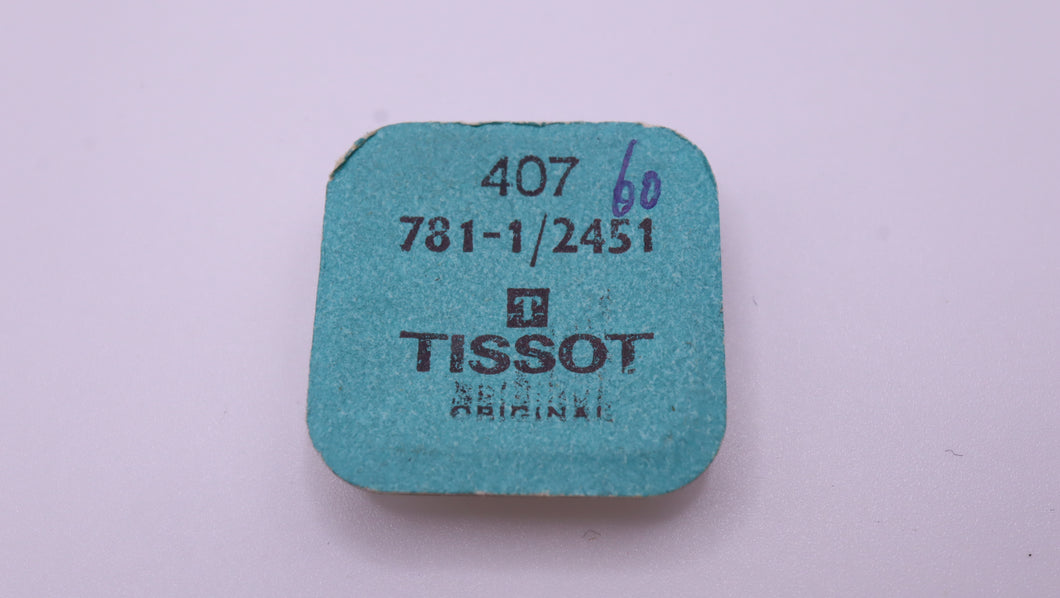 407
60
781-1/2451
T
TISSOT
ORIGINAL